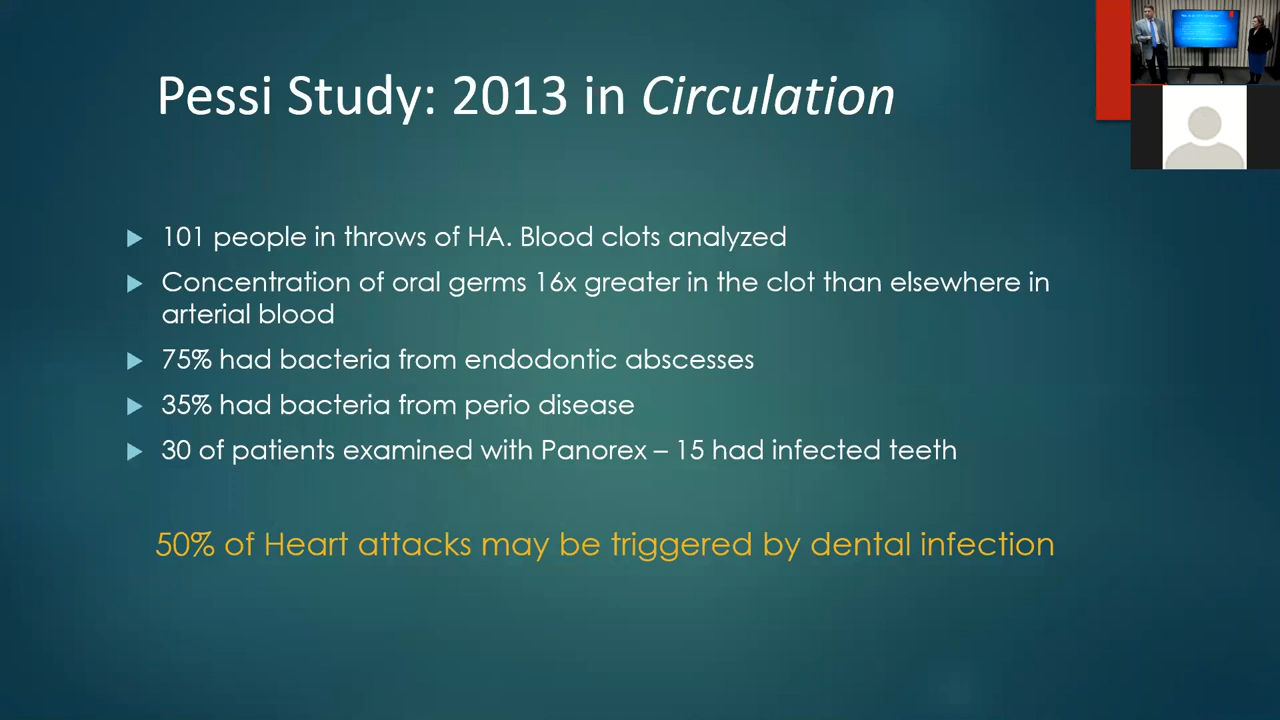 Pessi Study: 2013 in Circulation
101 people in throws of HA. Blood clots analyzed
Concentration of oral germs 16x greater in the clot than elsewhere in
arterial blood
75% had bacteria from endodontic abscesses
35% had bacteria from perio disease
30 of patients examined with Panorex – 15 had infected teeth
50% of Heart attacks may be triggered by dental infection